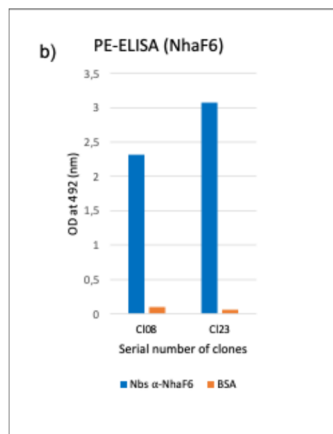 b)
PE-ELISA (NhaF6)
OD at 492 (nm)
3,5
3
2,5
2
1,5
1
0,5
0
Cl08 Cl23
Serial number of clones
Nbs α-NhaF6 BSA